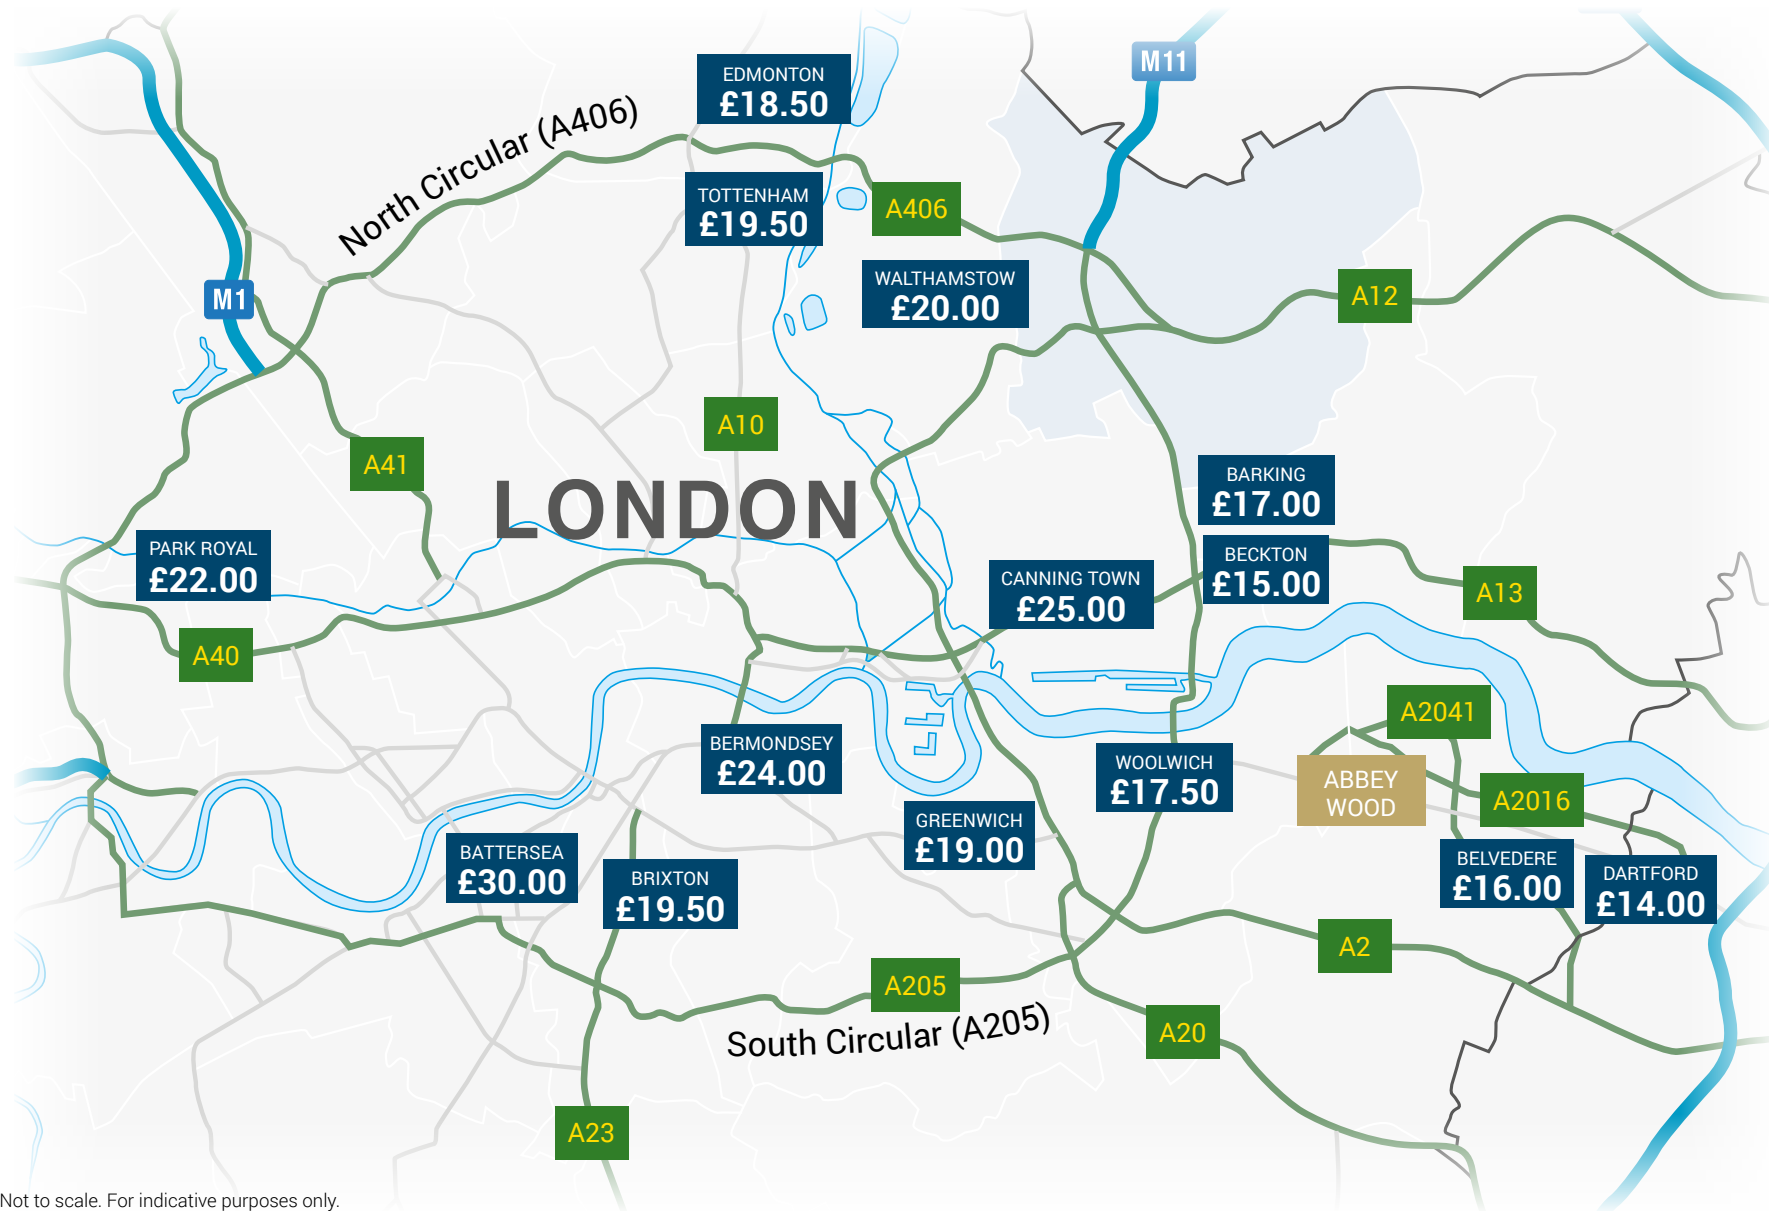 M11
EDMONTON
£18.50
North Circular (A406)
TOTTENHAM
£19.50
A406
WALTHAMSTOW
£20.00
A12
M1
A10
A41
LONDON
BARKING
£17.00
PARK ROYAL
£22.00
BECKTON
£15.00
CANNING TOWN
£25.00
A13
A40
A2041
BERMONDSEY
£24.00
WOOLWICH
£17.50
ABBEY
WOOD
A2016
GREENWICH
£19.00
BATTERSEA
£30.00
BRIXTON
£19.50
BELVEDERE
£16.00
DARTFORD
£14.00
A2
A205
South Circular (A205)
A20
A23
Not to scale. For indicative purposes only.